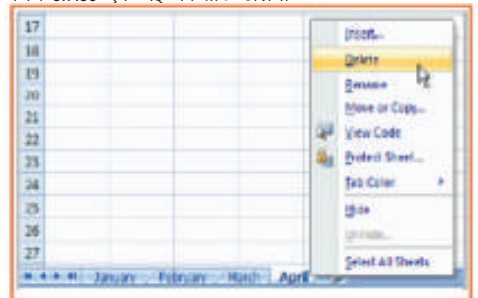 17
18
19
20
21
22
23
24
25
26
27
Insert...
Delete
Rename
Move or Copy...
View Code
Protect Sheet...
Tab Color
Hide
Unhide...
Select All Sheets
January February March April